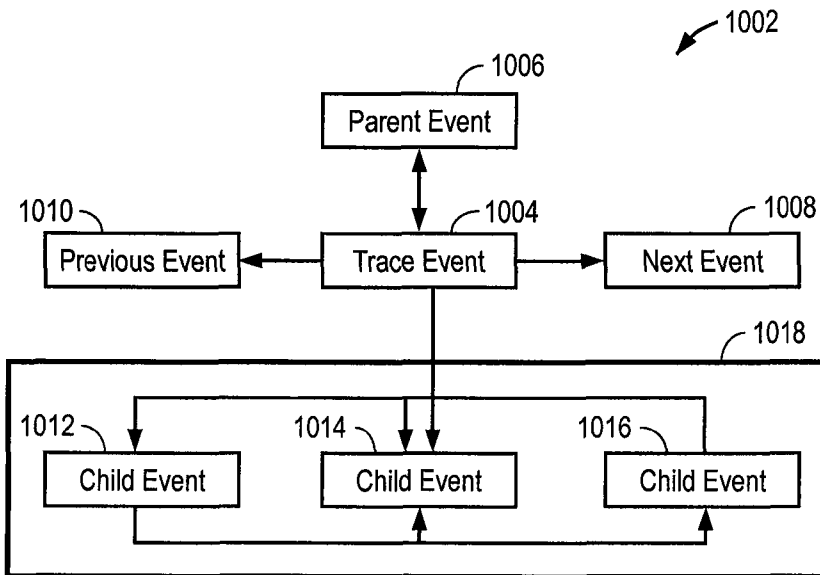 1002
1006
Parent Event
1010
1004
1008
Previous Event
Trace Event
Next Event
1018
1012
1014
1016
Child Event
Child Event
Child Event